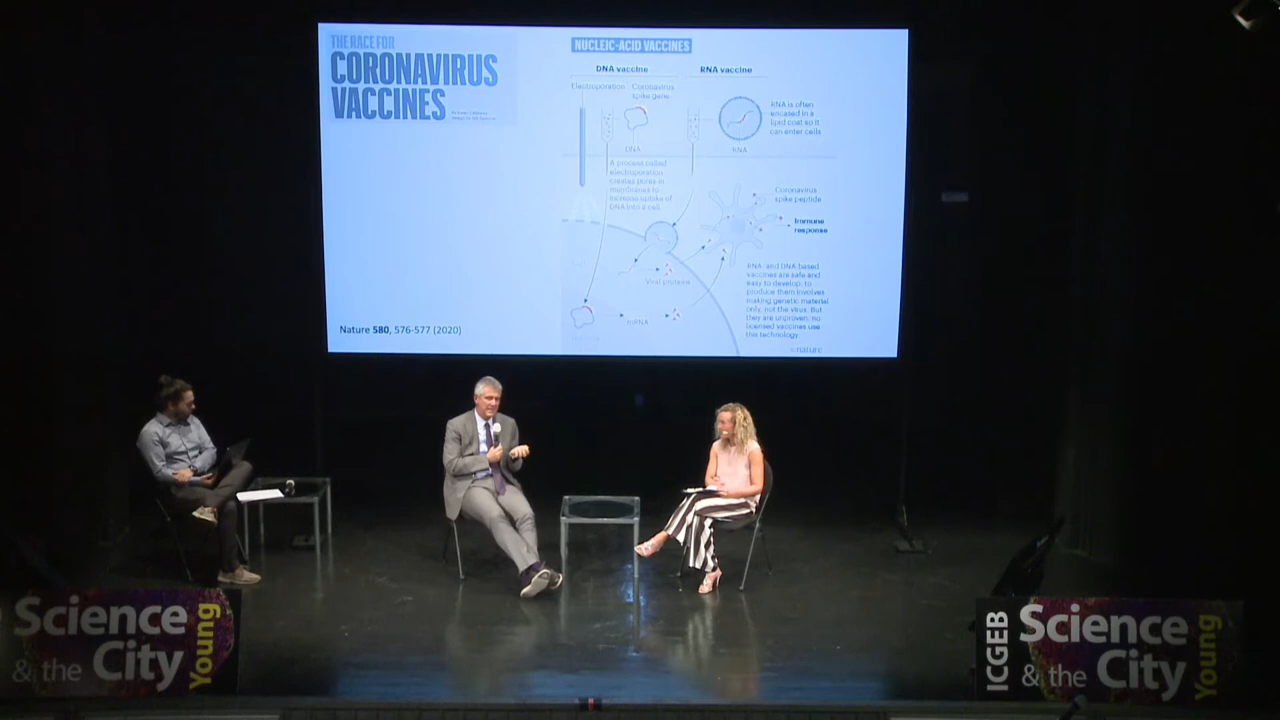 THE RACE FOR
CORONAVIRUS
VACCINES
Nature 580, 576-577 (2020)
NUCLEIC-ACID VACCINES
DNA vaccine
RNA vaccine
Electroporation
Coronavirus
spike gene
DNA
RNA
RNA is often
encased in a
lipid coat so it
can enter cells
A process called
electroporation
creates pores in
membranes to
increase uptake of
DNA into a cell
Coronavirus
spike peptide
Immune
response
Viral proteins
mRNA
RNA- and DNA-based
vaccines are safe and
easy to develop: to
produce them involves
making genetic material
only, not the virus. But
they are unproven: no
licensed vaccines use
this technology.
nature
Science
& the City
Young
ICGEB
Science
& the City
Young